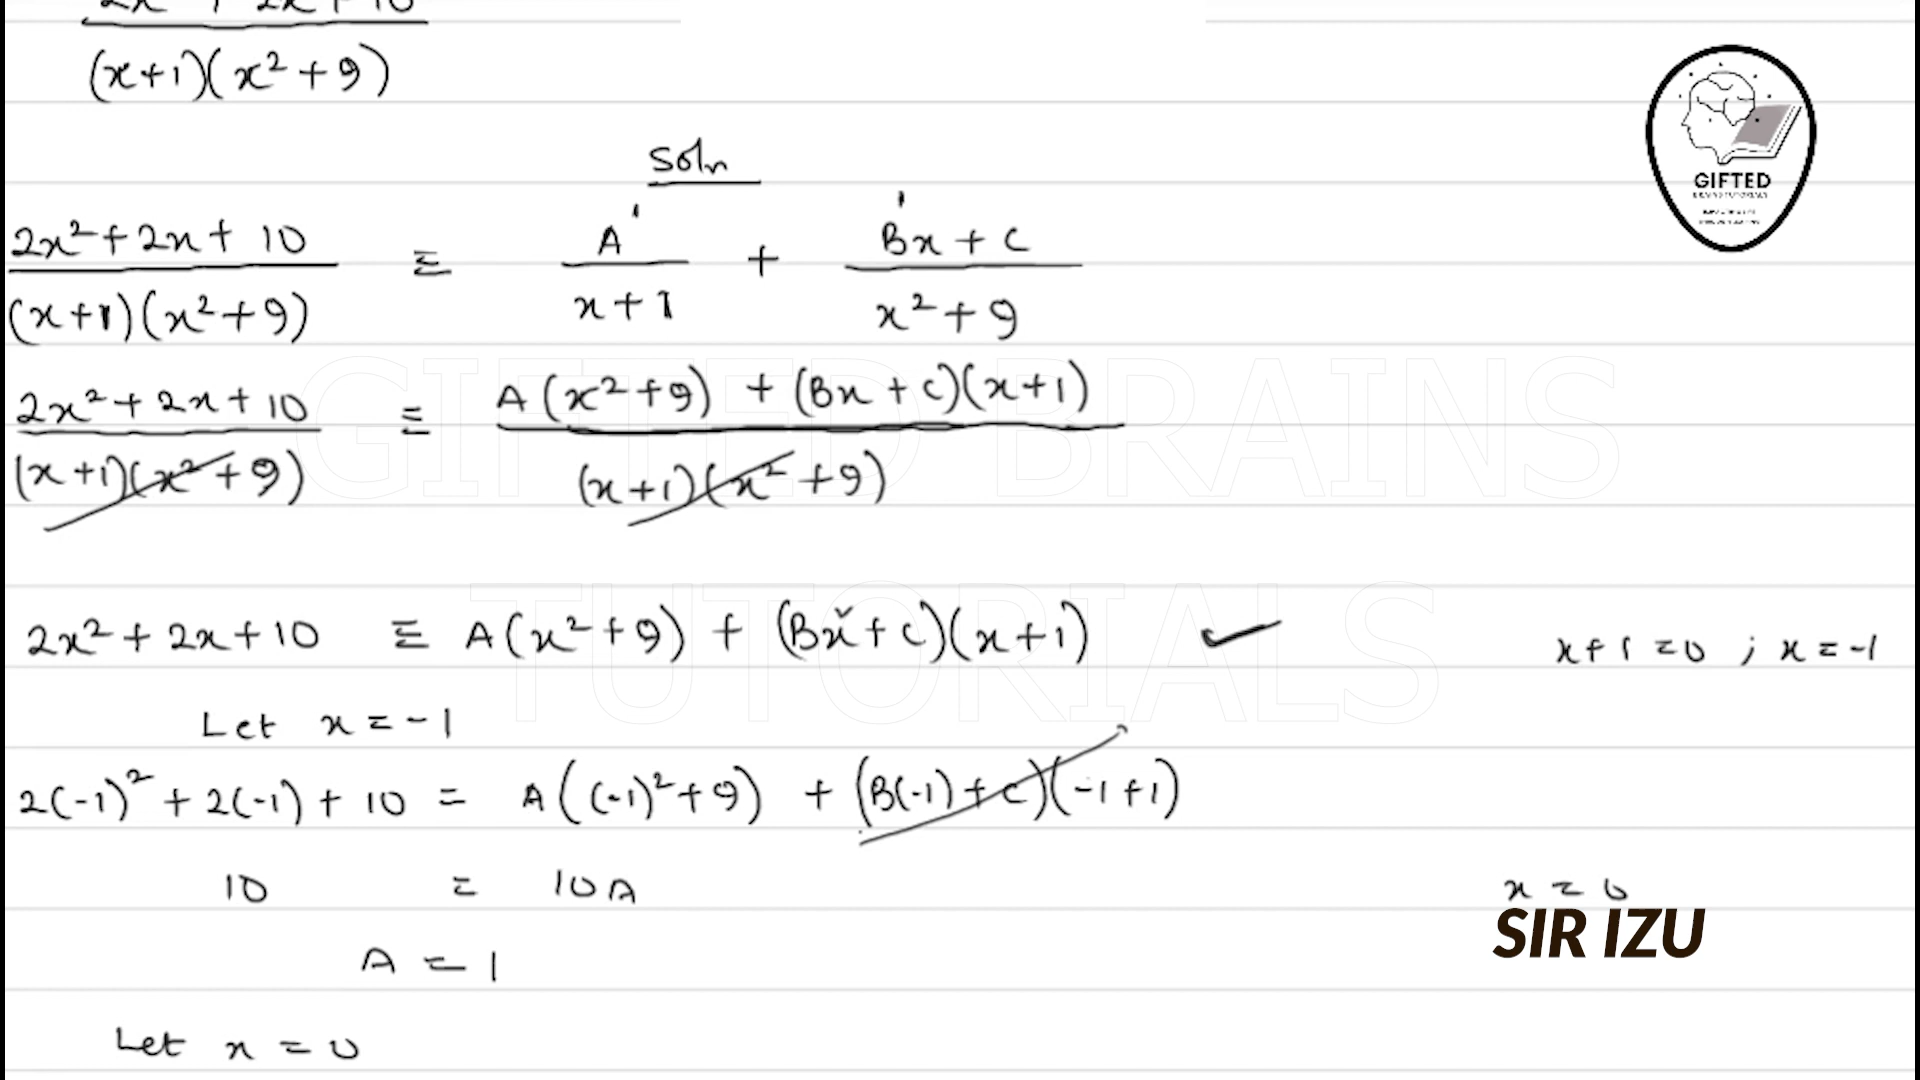 2x² + 2x + 10
(x+1)(x²+9)
Soln
2x²+2x+10 / (x+1)(x²+9) ≡ A / x+1 + Bx + C / x²+9
2x²+2x+10 / (x+1)(x²+9) ≡ A(x²+9) + (Bx + C)(x+1) / (x+1)(x²+9)
2x²+2x+10 ≡ A(x²+9) + (Bx+C)(x+1) ✓ x+1=0 ; x=-1
Let x=-1
2(-1)²+2(-1)+10 = A((-1)²+9) + (B(-1)+C)(-1+1)
10 = 10A
x=0
A=1
Let x=0
GIFTED
GIFTED BRAINS
TUTORIALS
SIR IZU